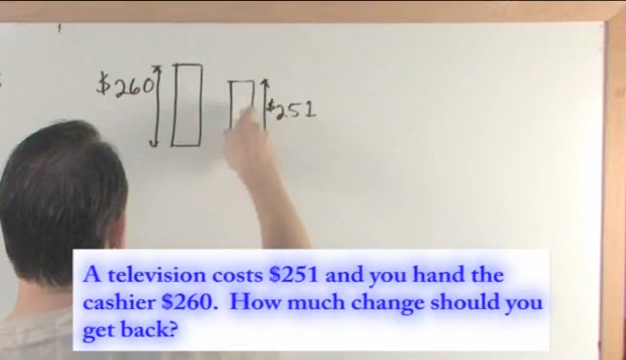 $260
$251
A television costs $251 and you hand the
cashier $260. How much change should you
get back?